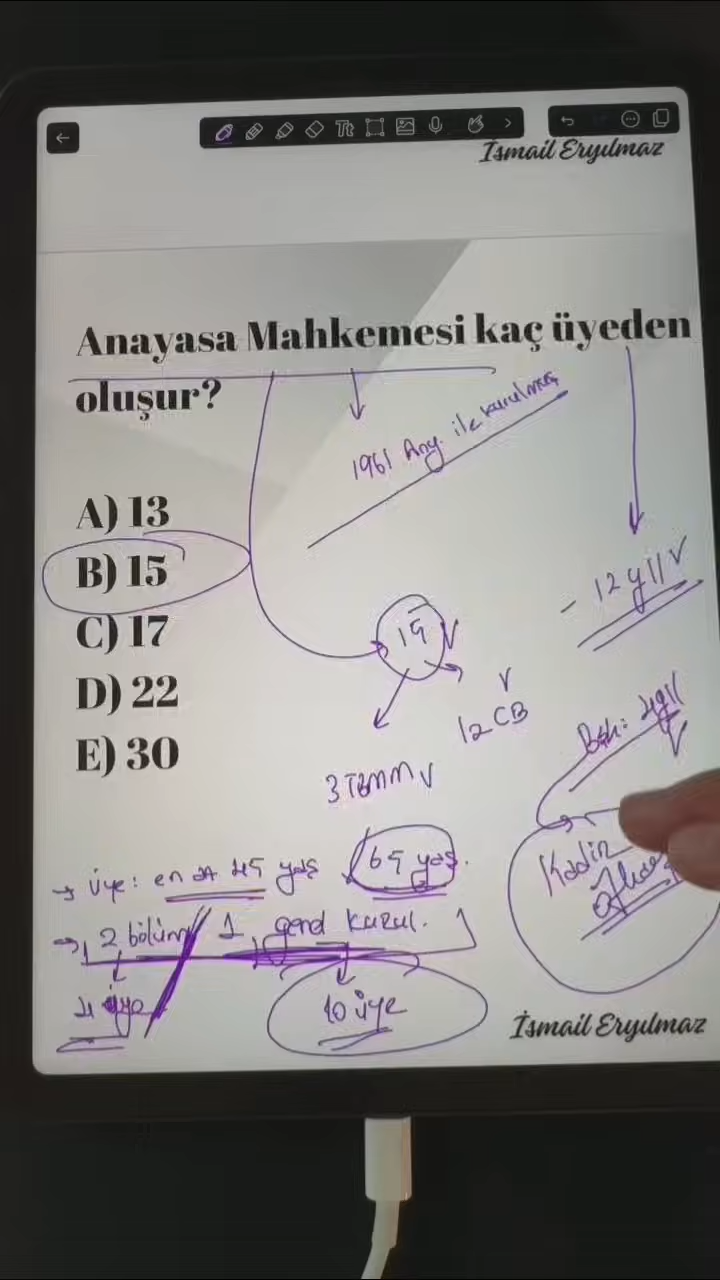 İsmail Eryılmaz
Anayasa Mahkemesi kaç üyeden
oluşur?
1961 Any. ile kurulmuş
A) 13
B) 15
C) 17
D) 22
E) 30
- 12 yıl
15
12 CB
3 TBMM
Bşk: 4 yıl
Kadir
→ üye: en az 45 yaş 65 yaş.
→ 2 bölüm 1 genel kurul.
4 üye
10 üye
İsmail Eryılmaz